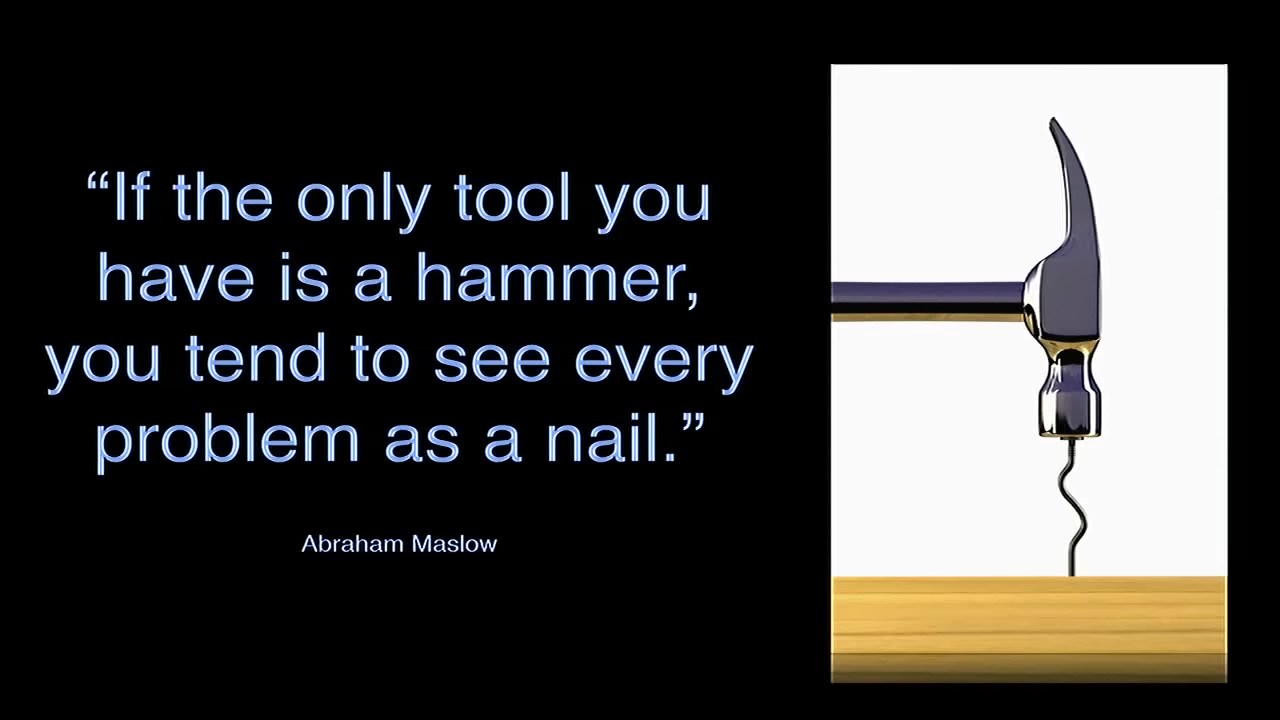 “If the only tool you
have is a hammer,
you tend to see every
problem as a nail.”
Abraham Maslow